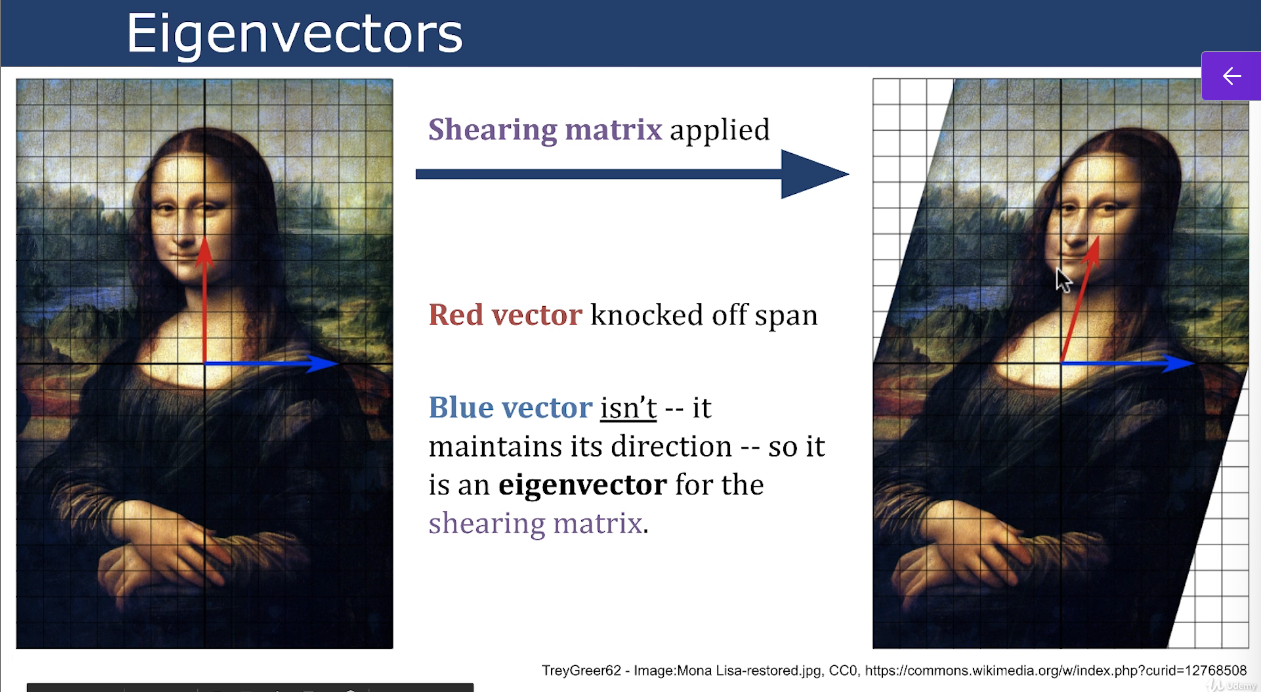 Eigenvectors
Shearing matrix applied
Red vector knocked off span
Blue vector isn’t -- it
maintains its direction -- so it
is an eigenvector for the
shearing matrix.
TreyGreer62 - Image:Mona Lisa-restored.jpg, CC0, https://commons.wikimedia.org/w/index.php?curid=12768508
Udemy